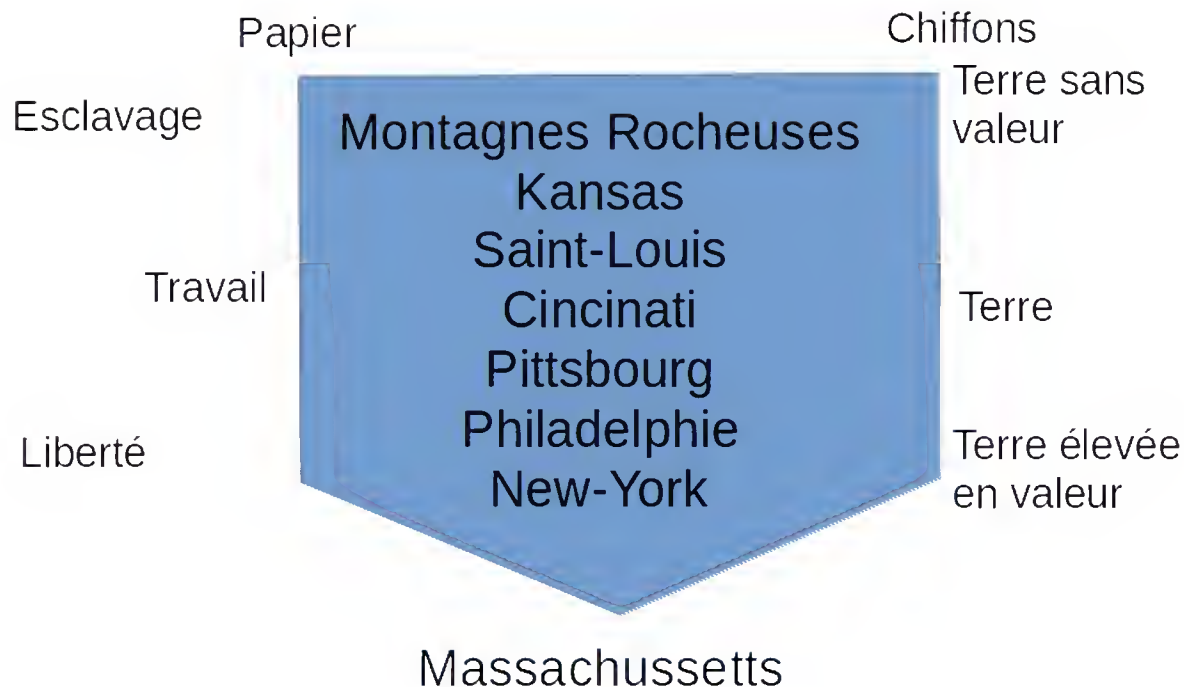 Papier
Chiffons
Esclavage
Terre sans
valeur
Montagnes Rocheuses
Kansas
Saint-Louis
Cincinati
Travail
Terre
Pittsbourg
Philadelphie
Liberté
Terre élevée
en valeur
New-York
Massachussetts